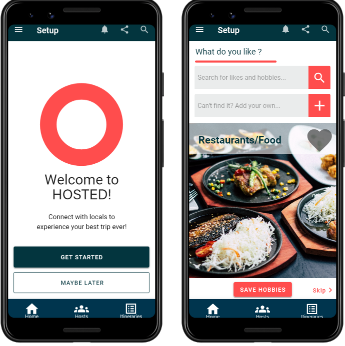 Setup
Welcome to
HOSTED!
Connect with locals to
experience your best trip ever!
GET STARTED
MAYBE LATER
Home
Hosts
Itineraries
Setup
What do you like ?
Search for likes and hobbies...
Can't find it? Add your own...
Restaurants/Food
SAVE HOBBIES
Skip
Home
Hosts
Itineraries